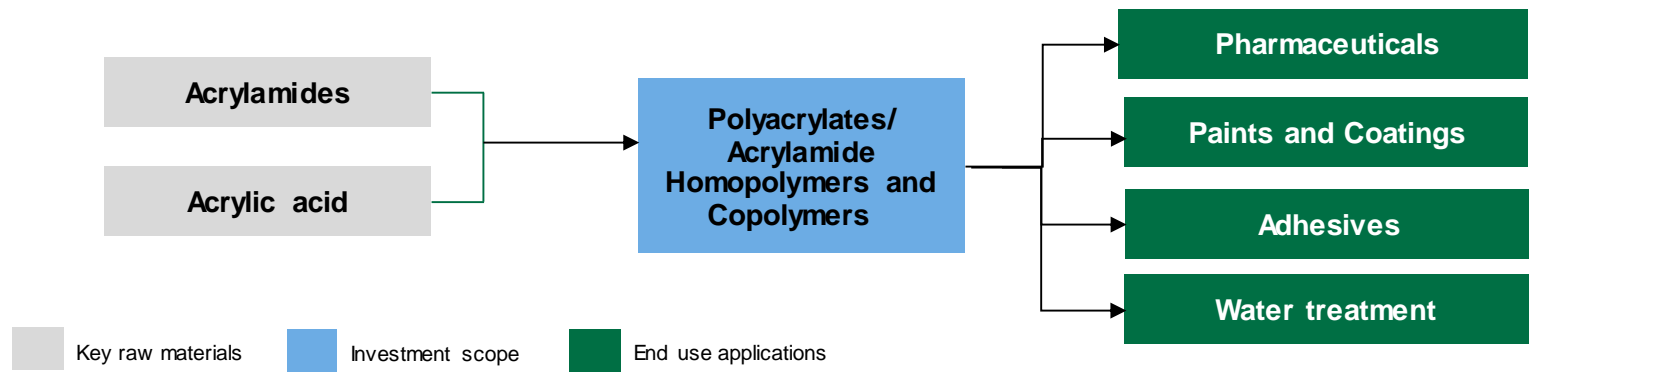 Acrylamides
Acrylic acid
Polyacrylates/
Acrylamide
Homopolymers and
Copolymers
Pharmaceuticals
Paints and Coatings
Adhesives
Water treatment
Key raw materials
Investment scope
End use applications